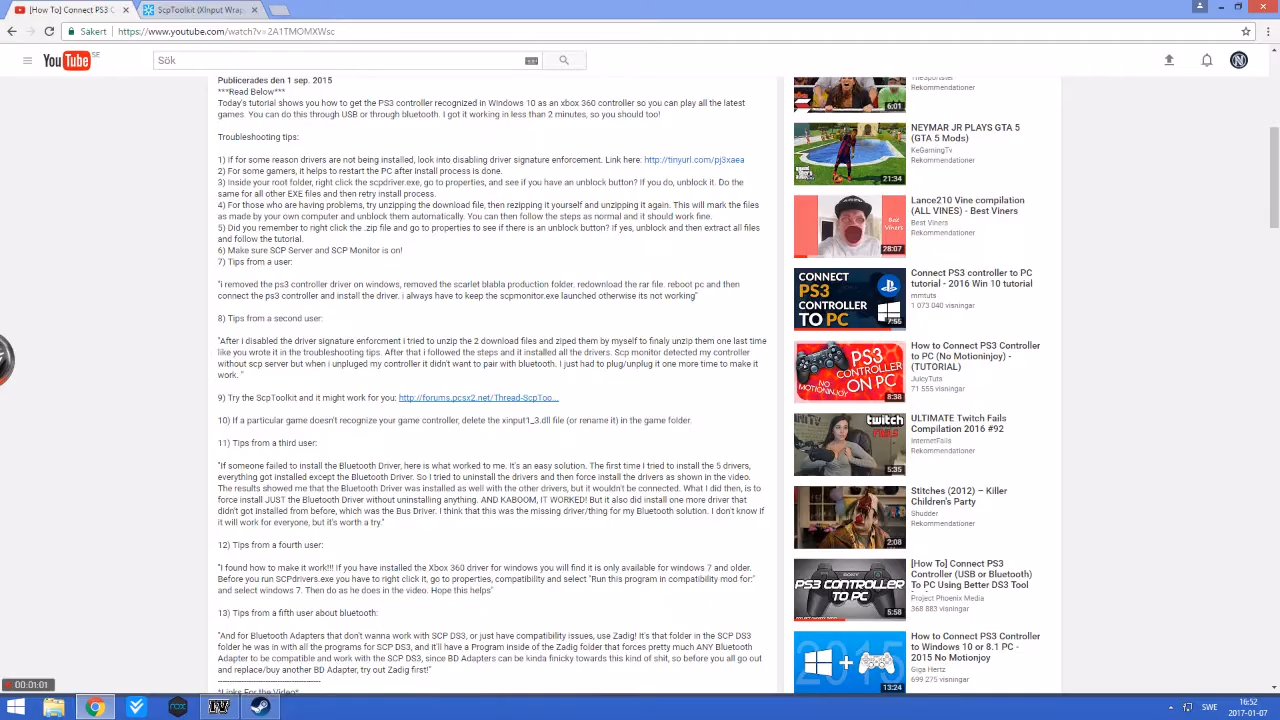 [How To] Connect PS3 C
ScpToolkit (XInput Wrap
Säkert
https://www.youtube.com/watch?v=2A1TMOMXWsc
YouTube SE
Sök
Publicerades den 1 sep. 2015
***Read Below***
Today's tutorial shows you how to get the PS3 controller recognized in Windows 10 as an xbox 360 controller so you can play all the latest
games. You can do this through USB or through bluetooth. I got it working in less than 2 minutes, so you should too!
Troubleshooting tips:
1) If for some reason drivers are not being installed, look into disabling driver signature enforcement. Link here: http://tinyurl.com/pj3xaea
2) For some gamers, it helps to restart the PC after install process is done.
3) Inside your root folder, right click the scpdriver.exe, go to properties, and see if you have an unblock button? If you do, unblock it. Do the
same for all other EXE files and then retry install process.
4) For those who are having problems, try unzipping the download file, then rezipping it yourself and unzipping it again. This will mark the files
as made by your own computer and unblock them automatically. You can then follow the steps as normal and it should work fine.
5) Did you remember to right click the .zip file and go to properties to see if there is an unblock button? If yes, unblock and then extract all files
and follow the tutorial.
6) Make sure SCP Server and SCP Monitor is on!
7) Tips from a user:
"i removed the ps3 controller driver on windows, removed the scarlet blabla production folder. redownload the rar file. reboot pc and then
connect the ps3 controller and install the driver. i always have to keep the scpmonitor.exe launched otherwise its not working"
8) Tips from a second user:
"After i disabled the driver signature enforciment i tried to unzip the 2 download files and ziped them by myself to finaly unzip them one last time
like you wrote it in the troubleshooting tips. After that i followed the steps and it installed all the drivers. Scp monitor detected my controller
without scp server but when i unpluged my controller it didn't want to pair with bluetooth. I just had to plug/unplug it one more time to make it
work. "
9) Try the ScpToolkit and it might work for you: http://forums.pcsx2.net/Thread-ScpToo...
10) If a particular game doesn't recognize your game controller, delete the xinput1_3.dll file (or rename it) in the game folder.
11) Tips from a third user:
"If someone failed to install the Bluetooth Driver, here is what worked to me. It's an easy solution. The first time I tried to install the 5 drivers,
everything got installed except the Bluetooth Driver. So I tried to uninstall the drivers and then force install the drivers as shown in the video.
The results showed me that the Bluetooth Driver was installed as well with the other drivers, but it wouldn't be connected. What I did then, is to
force install JUST the Bluetooth Driver without uninstalling anything. AND KABOOM, IT WORKED! But it also did install one more driver that
didn't got installed from before, which was the Bus Driver. I think that this was the missing driver/thing for my Bluetooth solution. I don't know If
it will work for everyone, but it's worth a try."
12) Tips from a fourth user:
"I found how to make it work!!! If you have installed the Xbox 360 driver for windows you will find it is only available for windows 7 and older.
Before you run SCPdrivers.exe you have to right click it, go to properties, compatibility and select "Run this program in compatibility mod for:"
and select windows 7. Then do as he does in the video. Hope this helps"
13) Tips from a fifth user about bluetooth:
"And for Bluetooth Adapters that don't wanna work with SCP DS3, or just have compatibility issues, use Zadig! It's that folder in the SCP DS3
folder he was in with all the programs for SCP DS3, and it'll have a Program inside of the Zadig folder that forces pretty much ANY Bluetooth
Adapter to be compatible and work with the SCP DS3, since BD Adapters can be kinda finicky towards this kind of shit, so before you all go out
and replace/buy another BD Adapter, try out Zadig first!"
*Links For the Video*
TheSportster
Rekommendationer
6:01
NEYMAR JR PLAYS GTA 5
(GTA 5 Mods)
KeGamingTv
Rekommendationer
21:34
Lance210 Vine compilation
(ALL VINES) - Best Viners
Best Viners
Rekommendationer
Best
Viners
28:07
CONNECT
PS3
CONTROLLER
TO PC
7:55
Connect PS3 controller to PC
tutorial - 2016 Win 10 tutorial
mmtuts
1 073 040 visningar
PS3
CONTROLLER
ON PC
NO
MOTIONINJOY
8:38
How to Connect PS3 Controller
to PC (No Motioninjoy) -
(TUTORIAL)
JuicyTuts
71 555 visningar
twitch
FAILS
5:35
ULTIMATE Twitch Fails
Compilation 2016 #92
InternetFails
Rekommendationer
2:08
Stitches (2012) – Killer
Children's Party
Shudder
Rekommendationer
PS3 CONTROLLER
TO PC
5:58
[How To] Connect PS3
Controller (USB or Bluetooth)
To PC Using Better DS3 Tool
Project Phoenix Media
368 883 visningar
2015
13:24
How to Connect PS3 Controller
to Windows 10 or 8.1 PC -
2015 No Motionjoy
Giga Hertz
699 275 visningar
00:01:01
SWE
16:52
2017-01-07